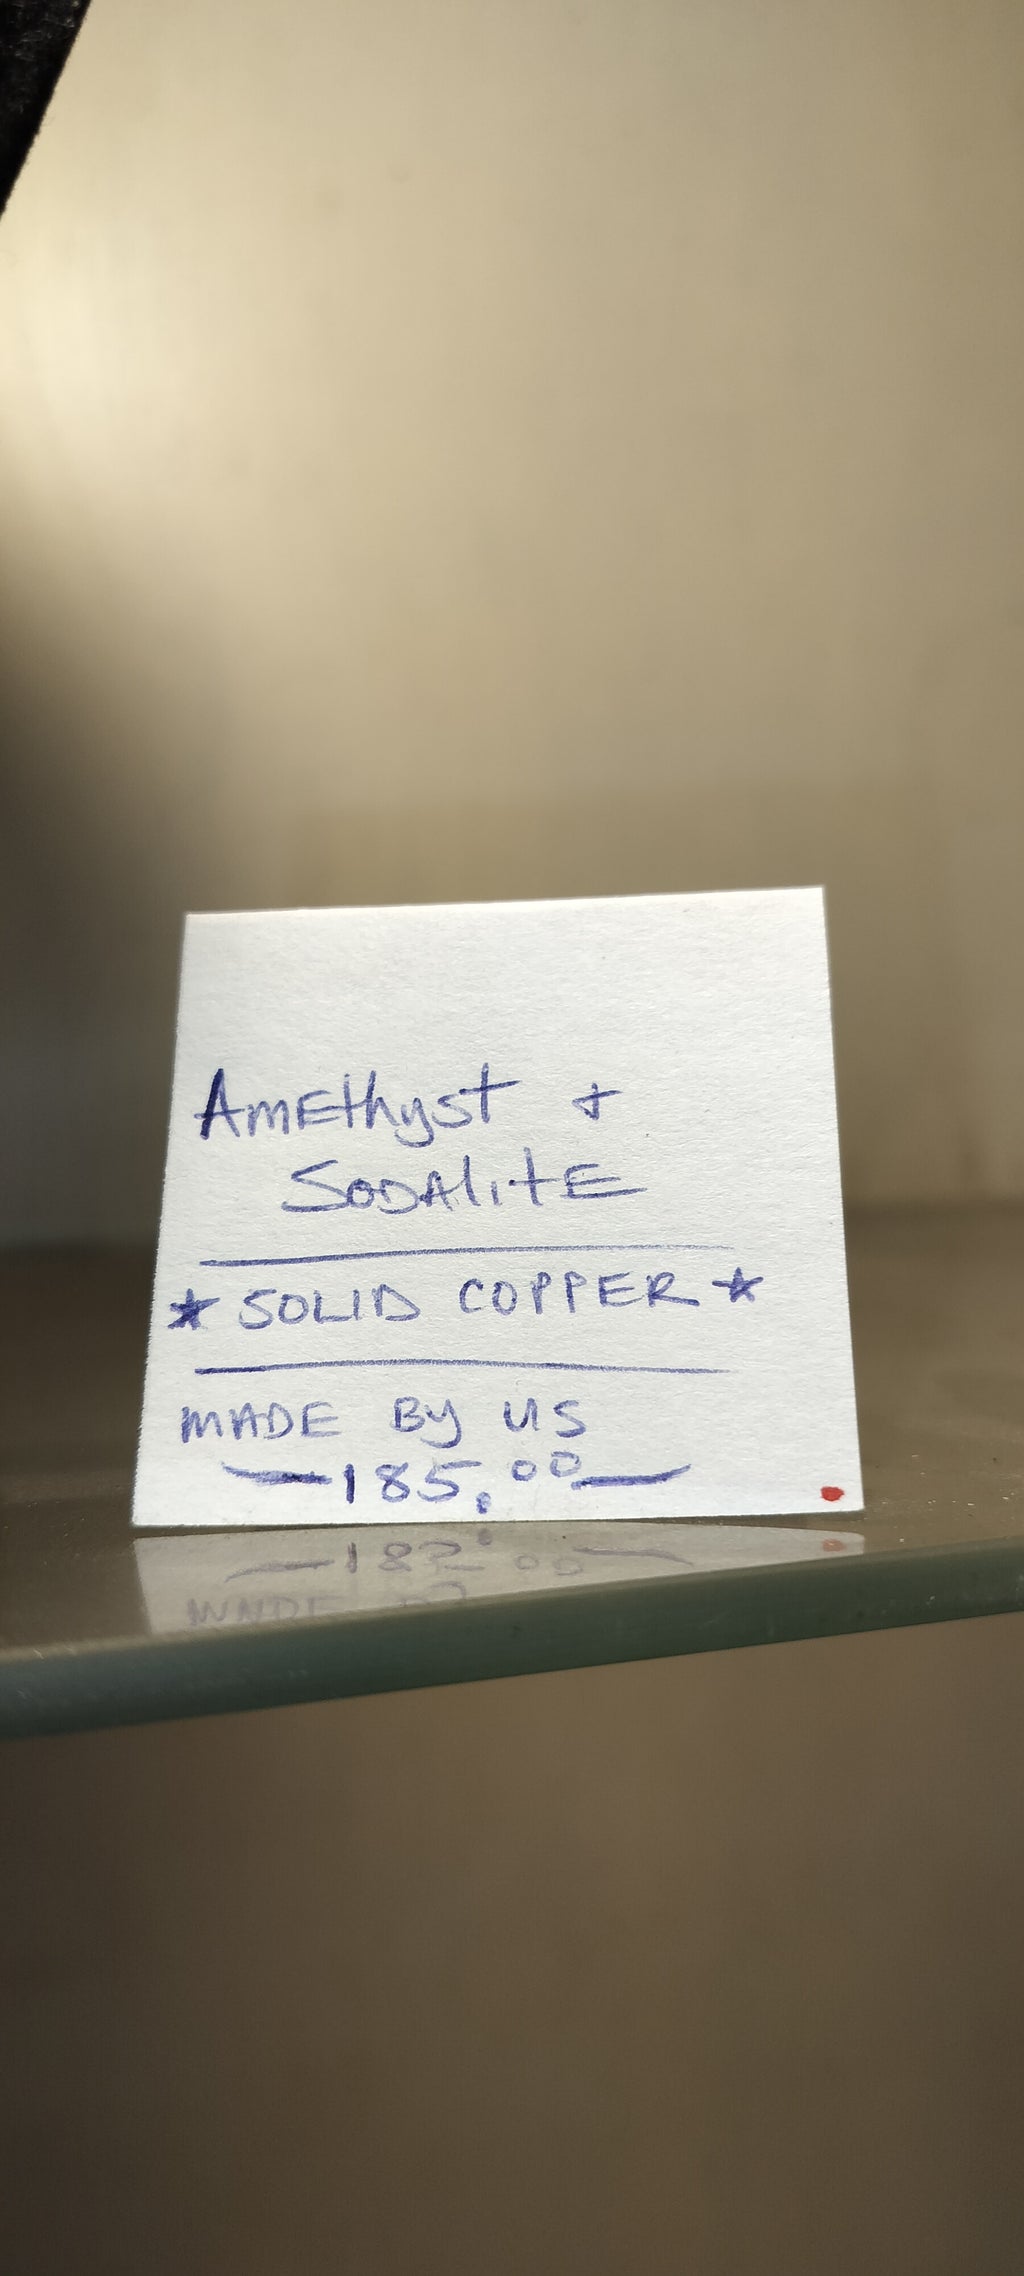 AmEthyst +
SODAlitE
★ SOLID COPPER ★
MADE By US
—185.00—